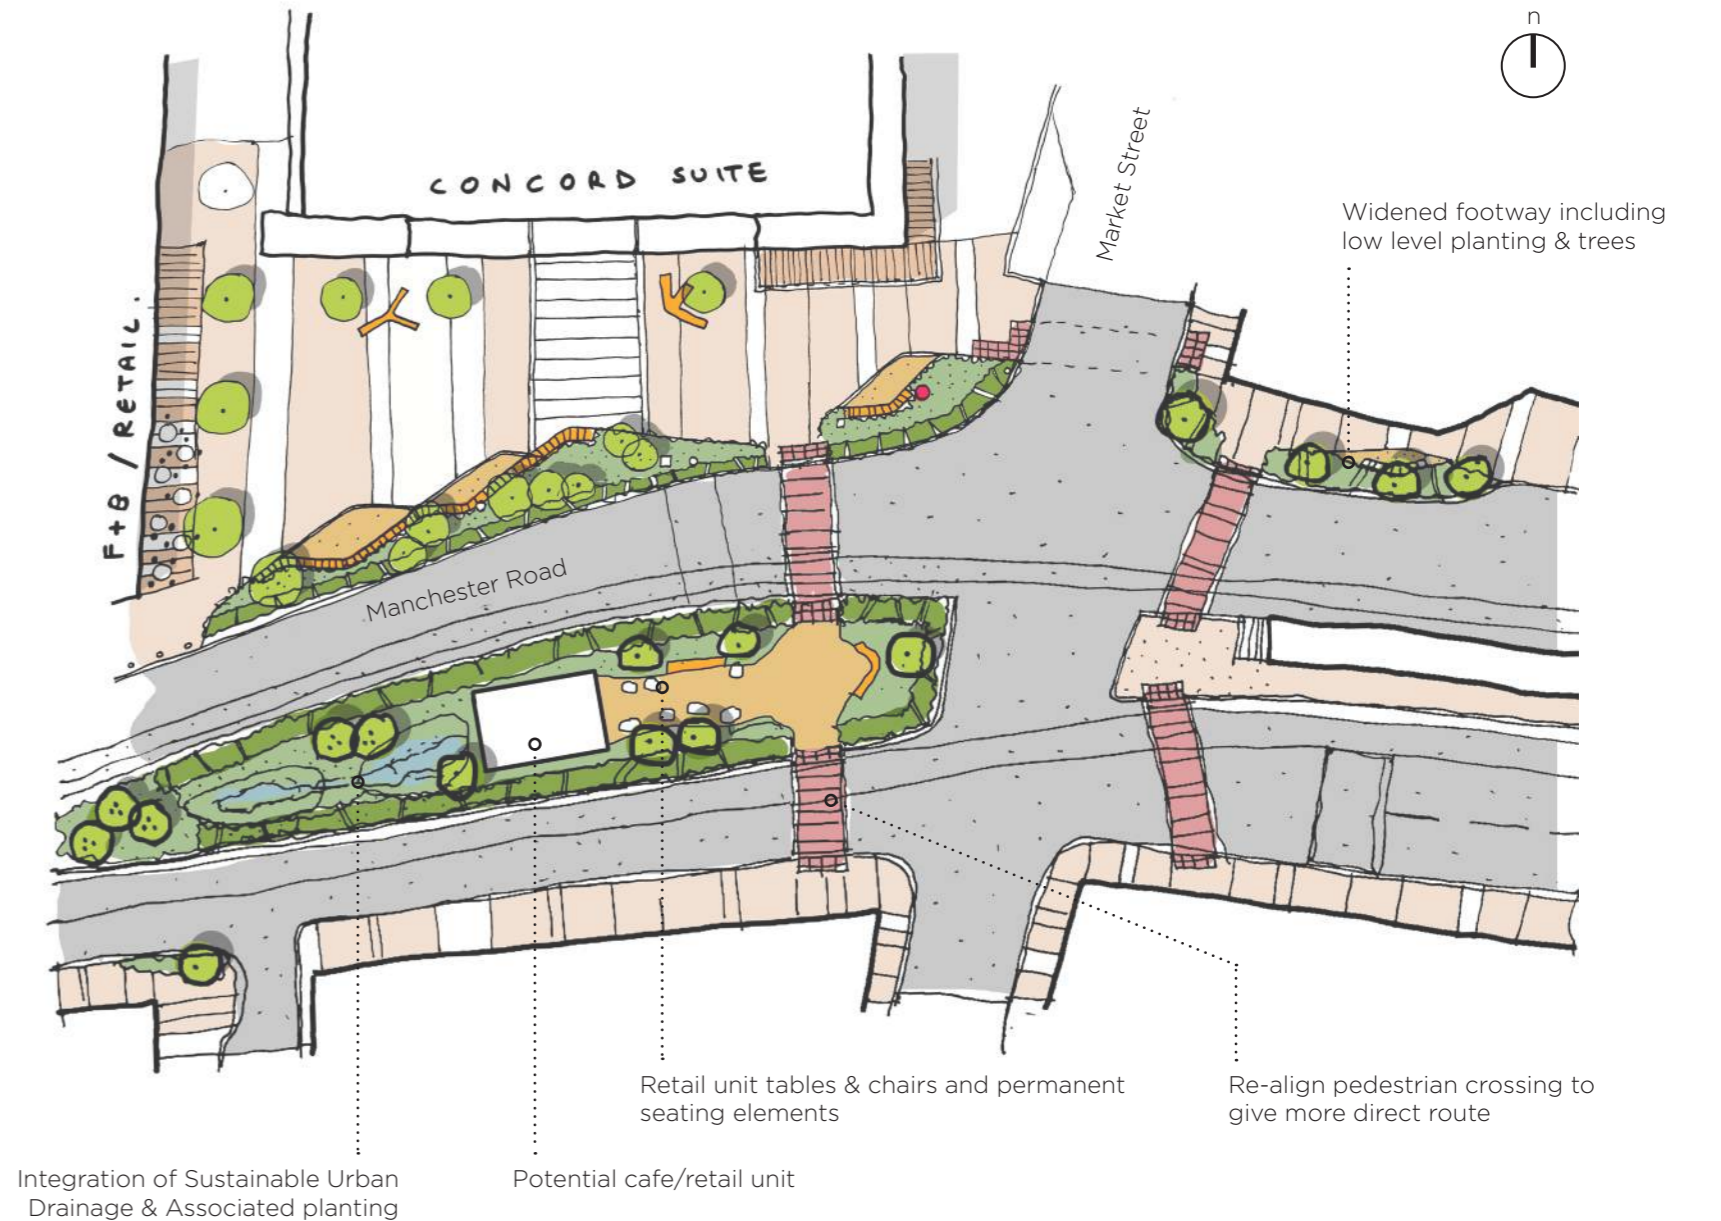 n
CONCORD SUITE
Market Street
Widened footway including
low level planting & trees
F+B / RETAIL.
Manchester Road
Retail unit tables & chairs and permanent
seating elements
Re-align pedestrian crossing to
give more direct route
Integration of Sustainable Urban
Drainage & Associated planting
Potential cafe/retail unit